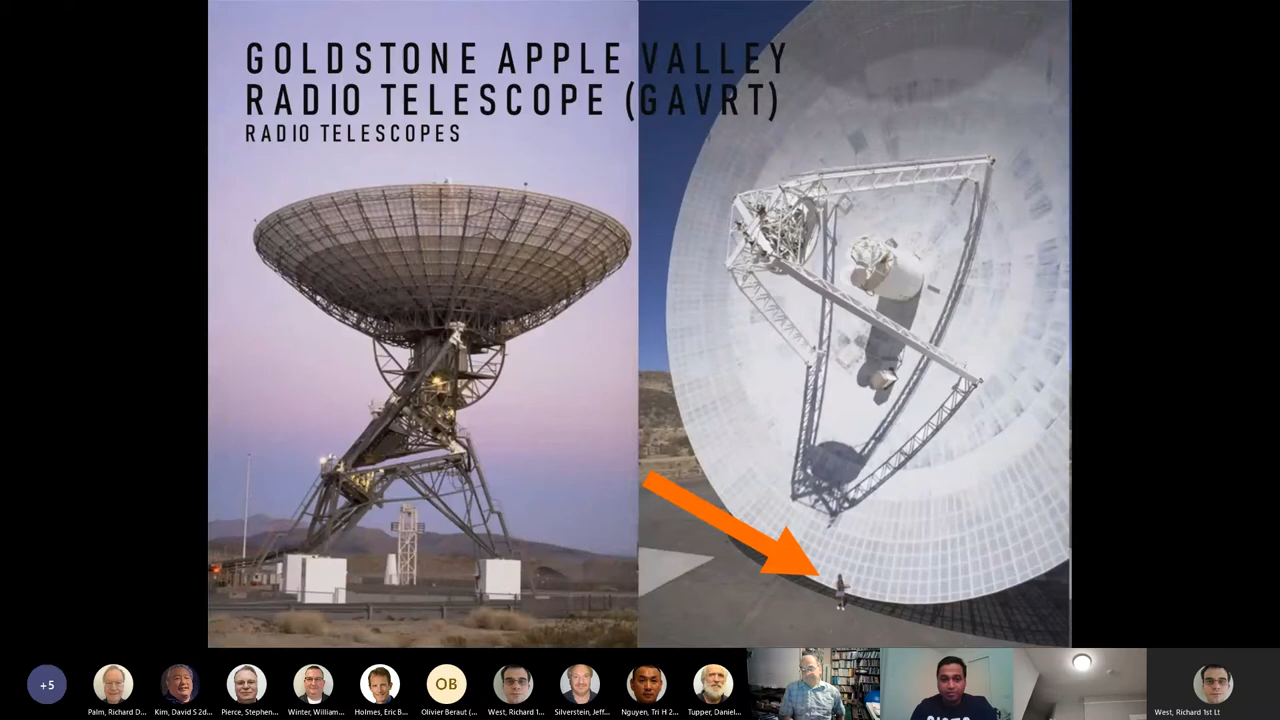 GOLDSTONE APPLE VALLEY
RADIO TELESCOPE (GAVRT)
RADIO TELESCOPES
+5
OB
Palm, Richard D...
Kim, David S 2d...
Pierce, Stephen...
Winter, William...
Holmes, Eric B...
Olivier Beraut (...
West, Richard 1...
Silverstein, Jeff...
Nguyen, Tri H 2...
Tupper, Daniel...
West, Richard 1st Lt